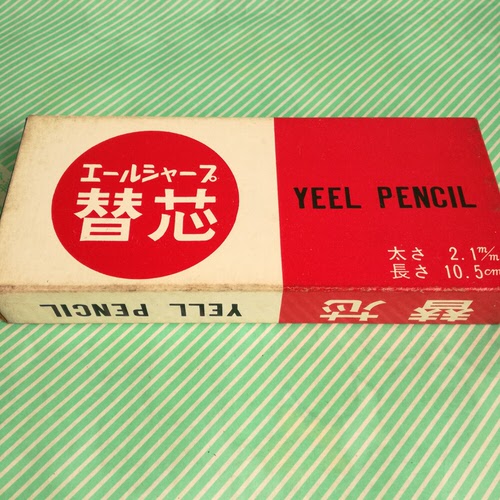 エールシャープ
替芯
YEEL PENCIL
太さ 2.1m/m
長さ 10.5cm
YELL PENCIL
替芯